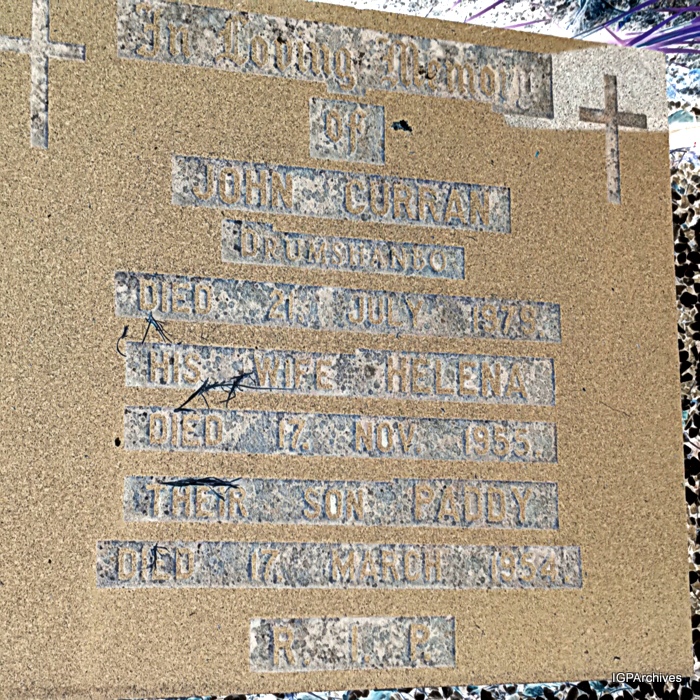 In Loving Memory
OF
JOHN CURRAN
DRUMSHANBO.
DIED 21. JULY 1979.
HIS WIFE HELENA
DIED 17. NOV. 1955.
THEIR SON PADDY
DIED 17. MARCH 1954.
R. I. P.
IGPArchives